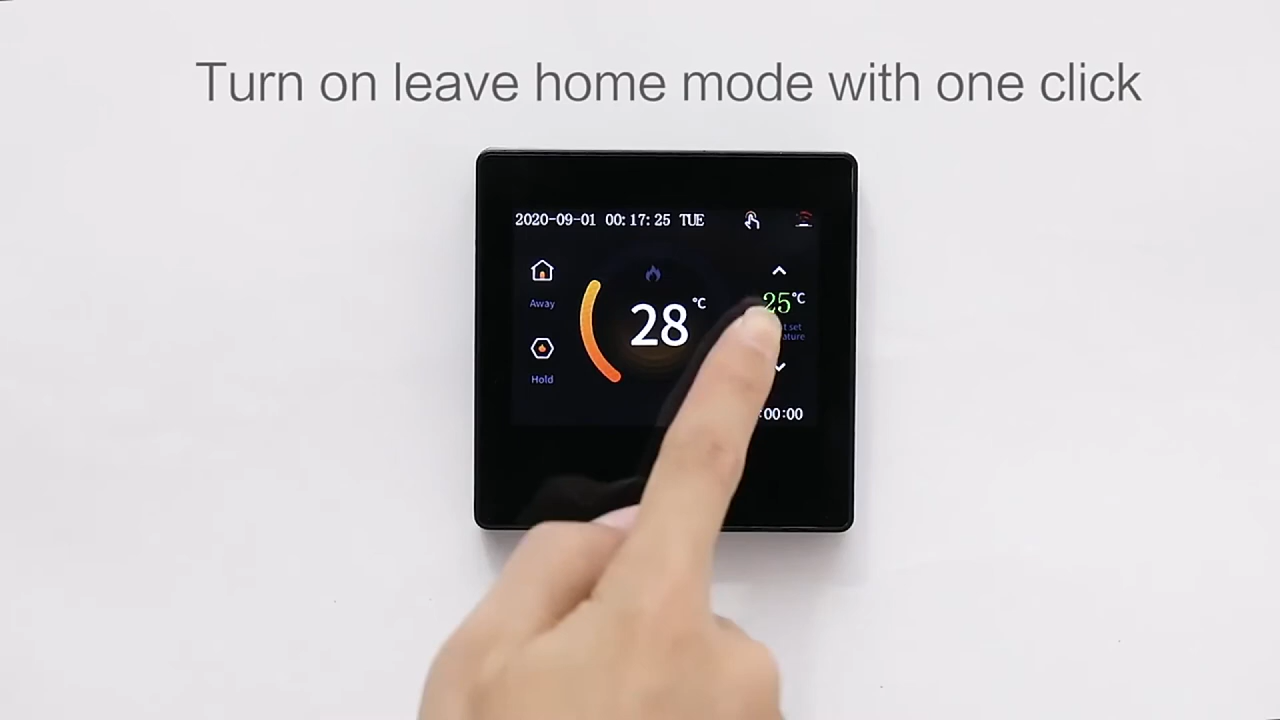 Turn on leave home mode with one click
2020-09-01 00:17:25 TUE
Away
28 °C
25°C
set
Hold
:00:00